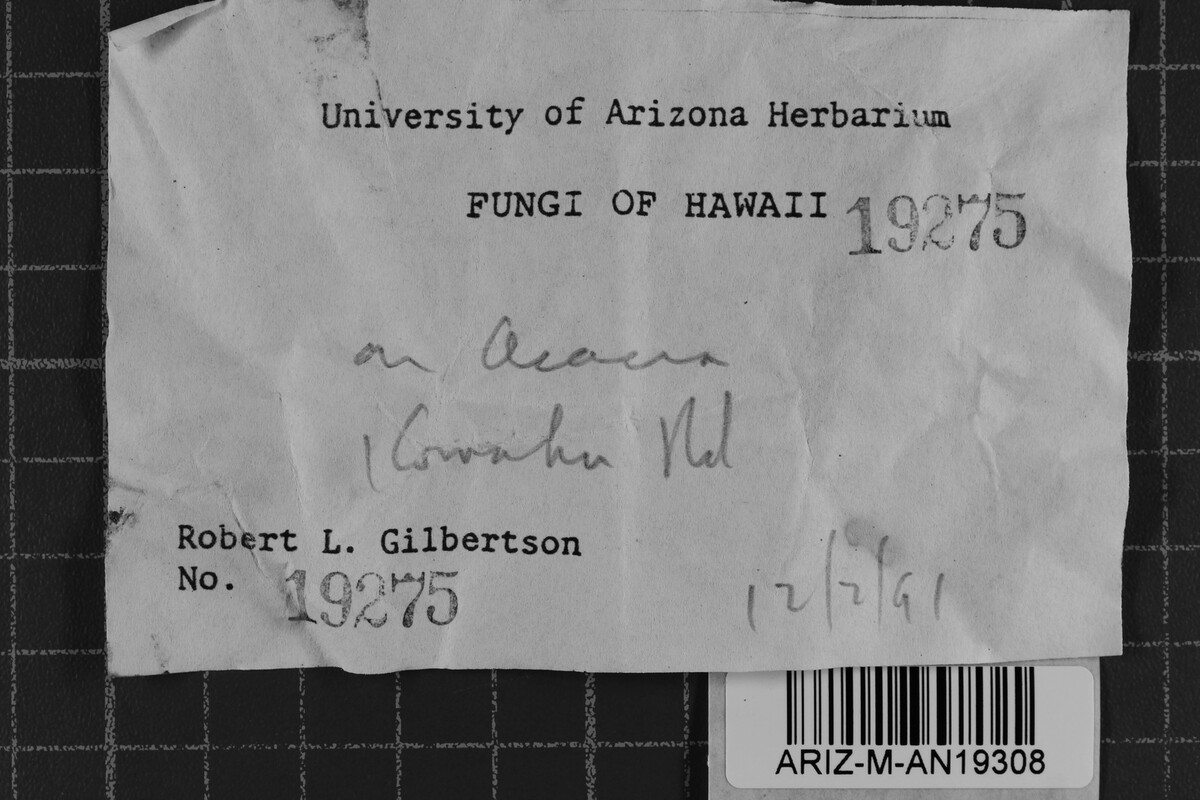 University of Arizona Herbarium
FUNGI OF HAWAII 19275
on Acacia
Rd
Robert L. Gilbertson
No. 19275
12/2/91
ARIZ-M-AN19308